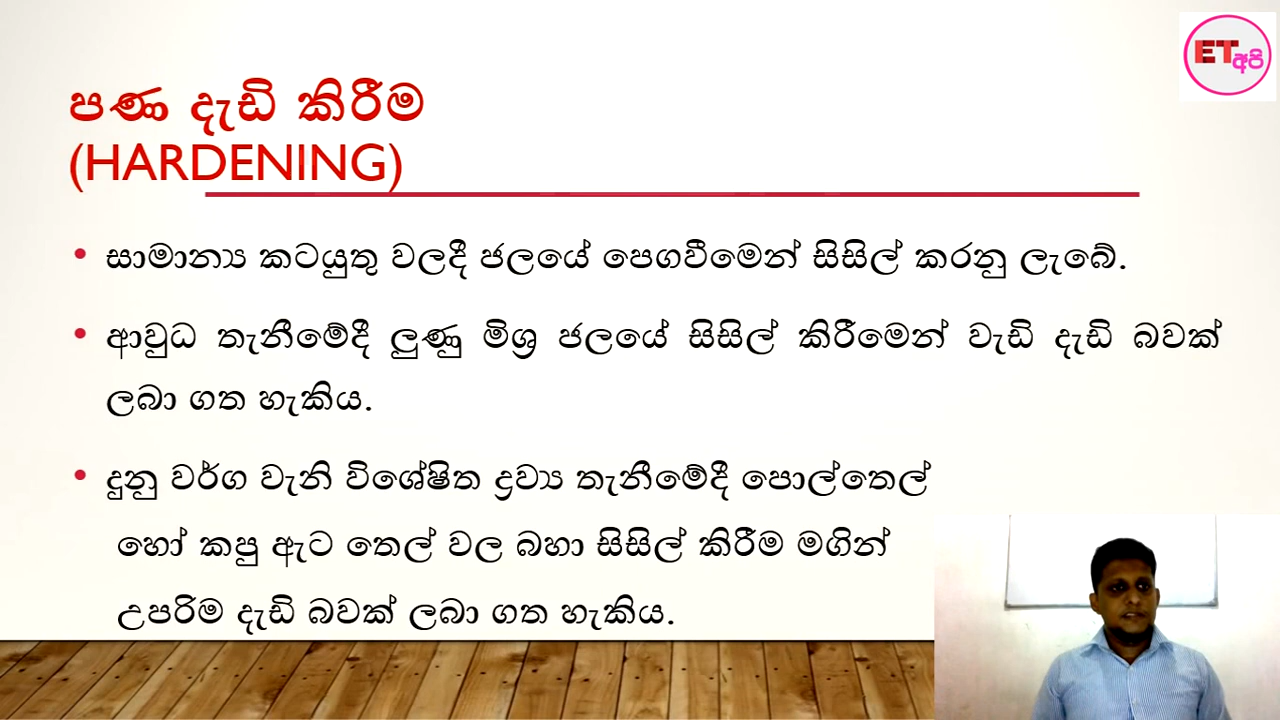 ET අපි
පණ දැඩි කිරීම
(HARDENING)
• සාමාන්‍ය කටයුතු වලදී ජලයේ පෙගවීමෙන් සිසිල් කරනු ලැබේ.
• ආවුධ තැනීමේදී ලුණු මිශ්‍ර ජලයේ සිසිල් කිරීමෙන් වැඩි දැඩි බවක්
ලබා ගත හැකිය.
• දුනු වර්ග වැනි විශේෂිත ද්‍රව්‍ය තැනීමේදී පොල්තෙල්
හෝ කපු ඇට තෙල් වල බහා සිසිල් කිරීම මගින්
උපරිම දැඩි බවක් ලබා ගත හැකිය.